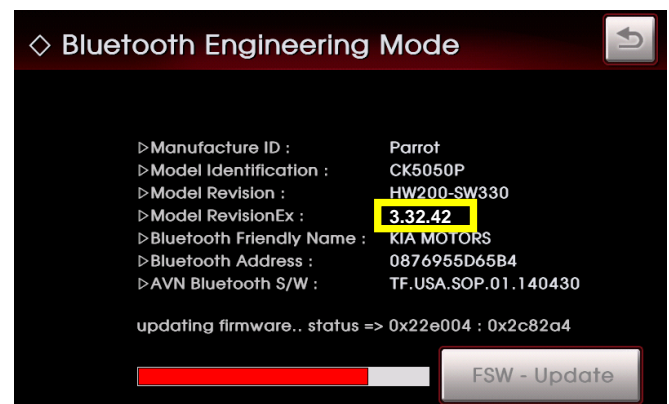 ◇ Bluetooth Engineering Mode
▷Manufacture ID : Parrot
▷Model Identification : CK5050P
▷Model Revision : HW200-SW330
▷Model RevisionEx : 3.32.42
▷Bluetooth Friendly Name : KIA MOTORS
▷Bluetooth Address : 0876955D65B4
▷AVN Bluetooth S/W : TF.USA.SOP.01.140430
updating firmware.. status => 0x22e004 : 0x2c82a4
FSW - Update